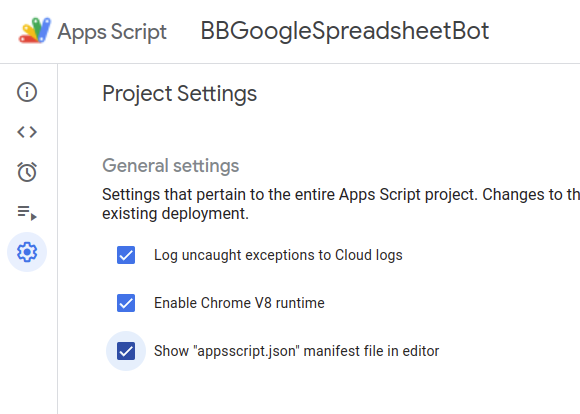 Apps Script BBGoogleSpreadsheetBot
Project Settings
General settings
Settings that pertain to the entire Apps Script project. Changes to th
existing deployment.
Log uncaught exceptions to Cloud logs
Enable Chrome V8 runtime
Show "appsscript.json" manifest file in editor